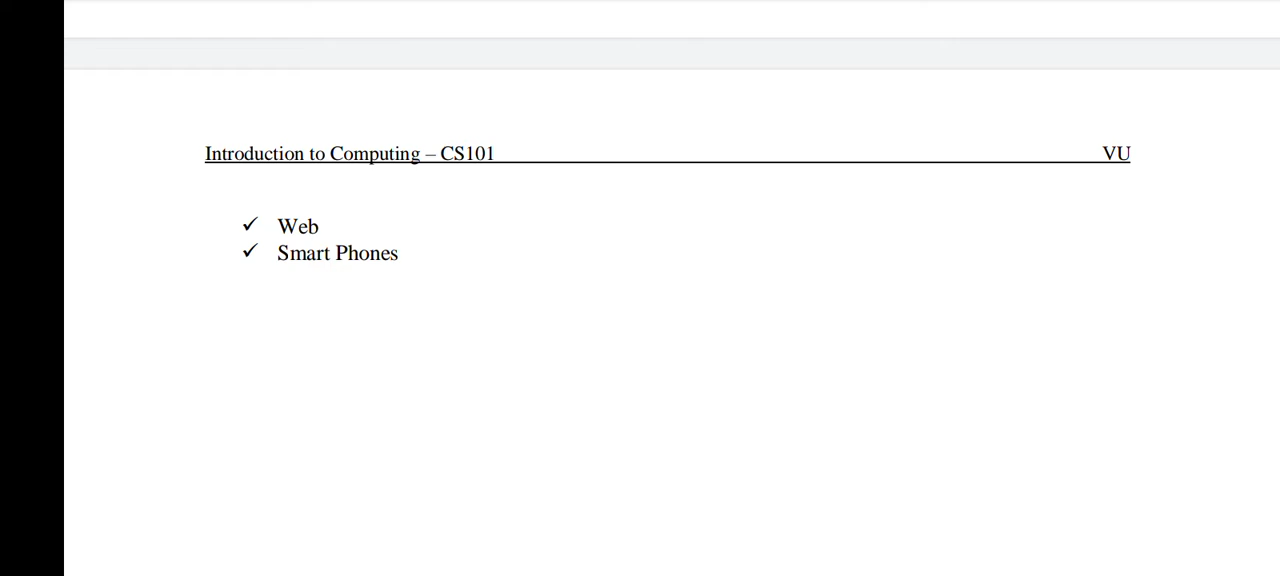 Introduction to Computing – CS101 VU
✓ Web
✓ Smart Phones